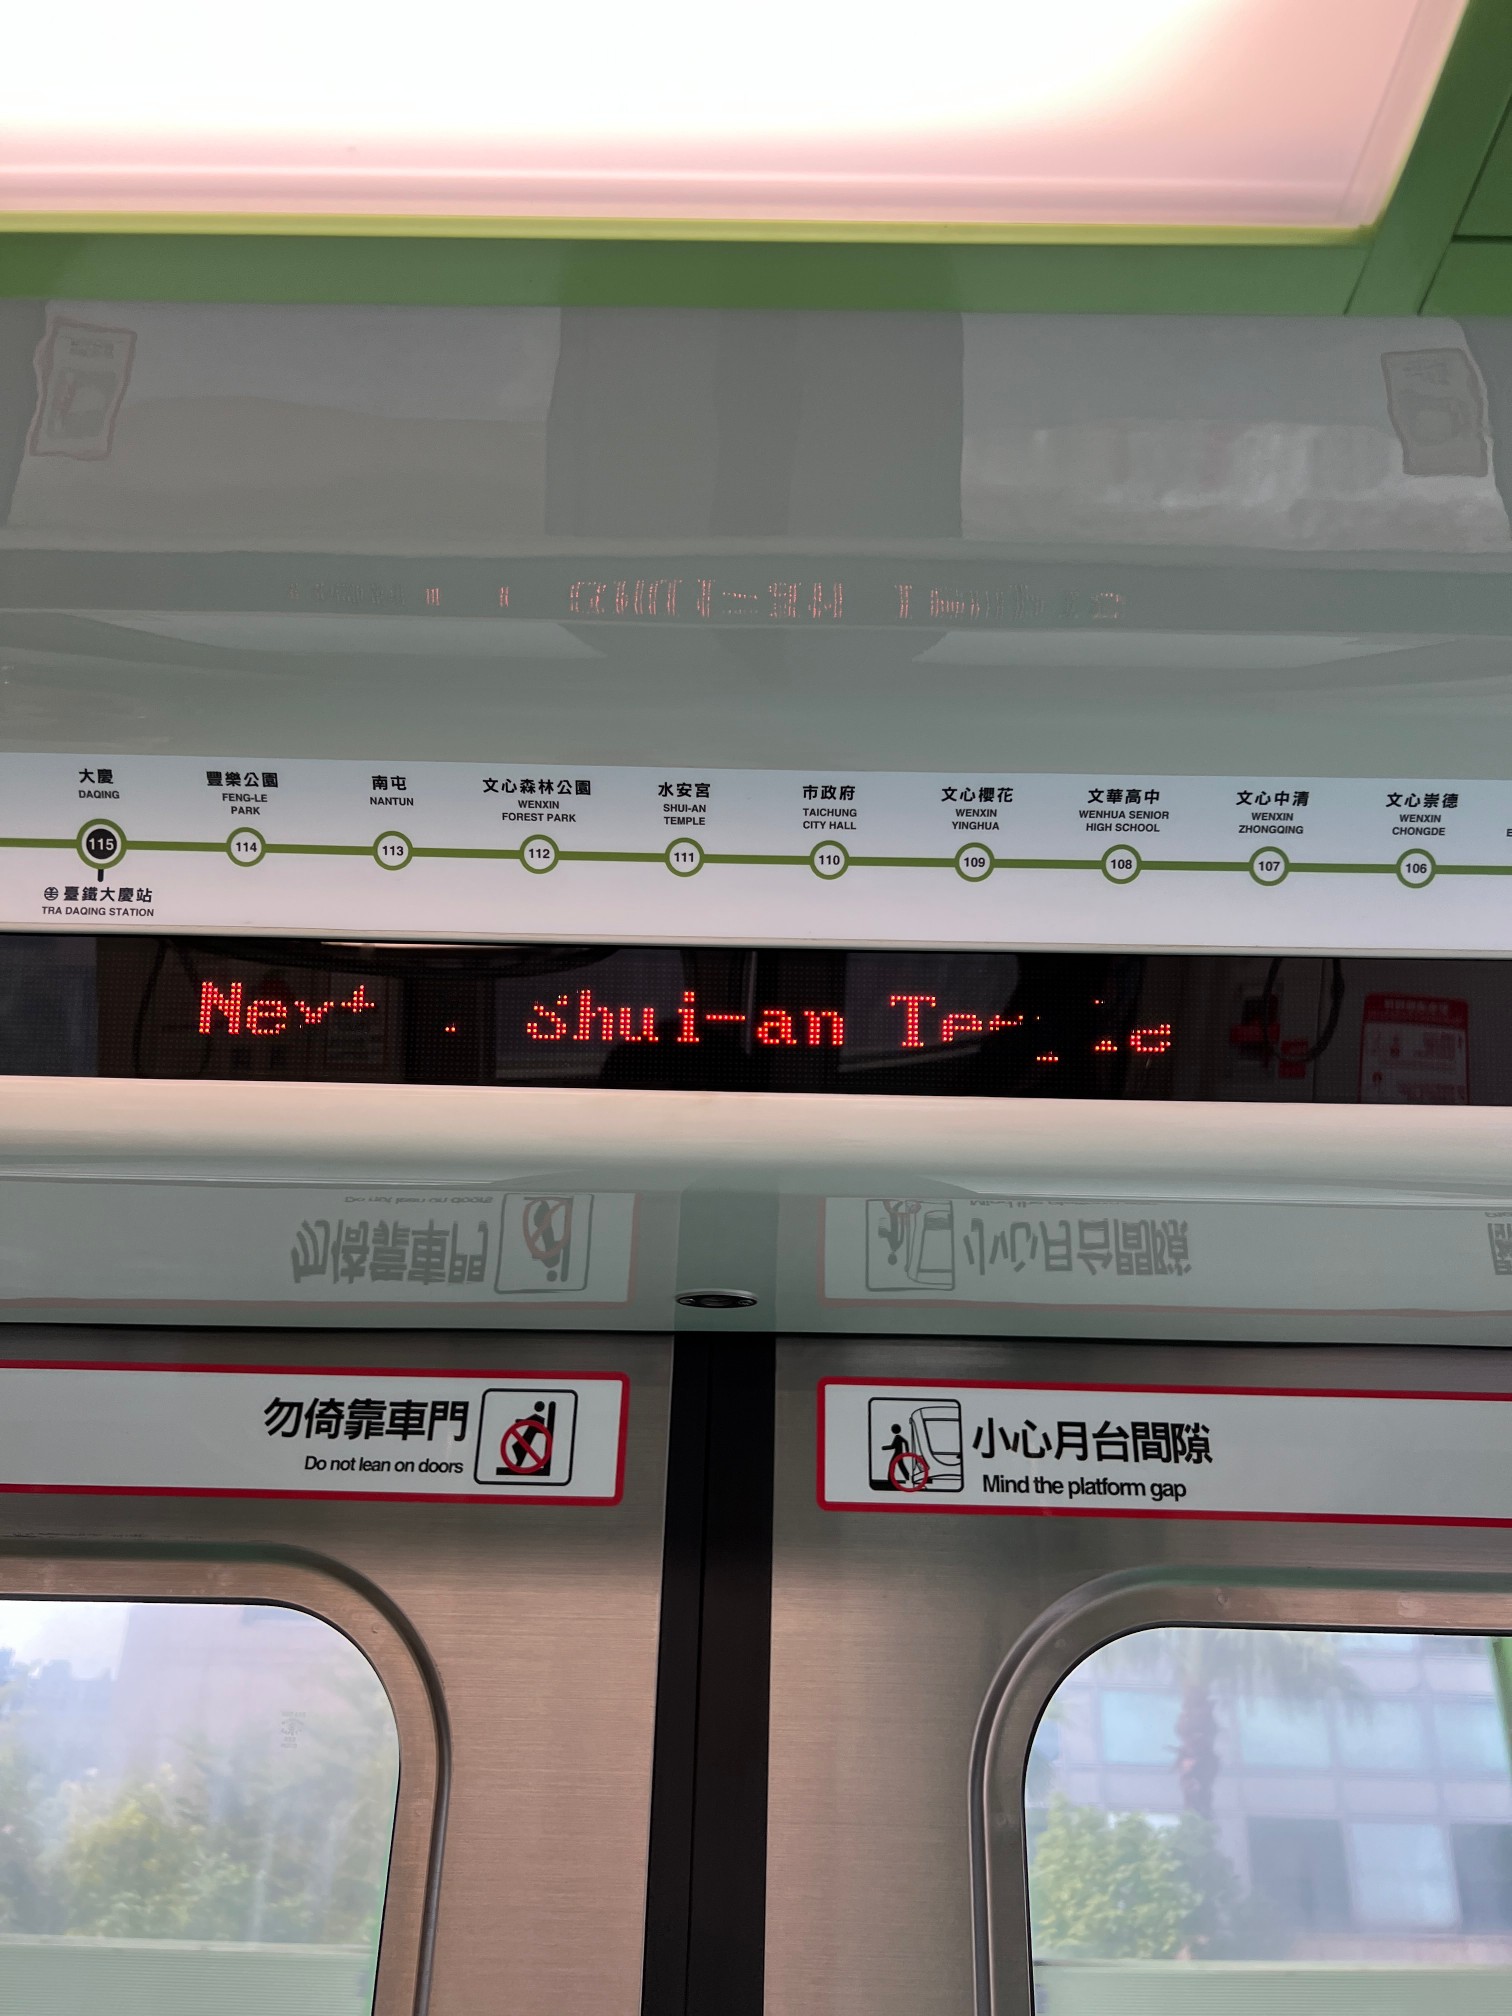 大慶
DAQING
115
臺鐵大慶站
TRA DAQING STATION
豐樂公園
FENG-LE
PARK
114
南屯
NANTUN
113
文心森林公園
WENXIN
FOREST PARK
112
水安宮
SHUI-AN
TEMPLE
111
市政府
TAICHUNG
CITY HALL
110
文心櫻花
WENXIN
YINGHUA
109
文華高中
WENHUA SENIOR
HIGH SCHOOL
108
文心中清
WENXIN
ZHONGQING
107
文心崇德
WENXIN
CHONGDE
106
Next : Shui-an Temple
勿倚靠車門
Do not lean on doors
小心月台間隙
Mind the platform gap